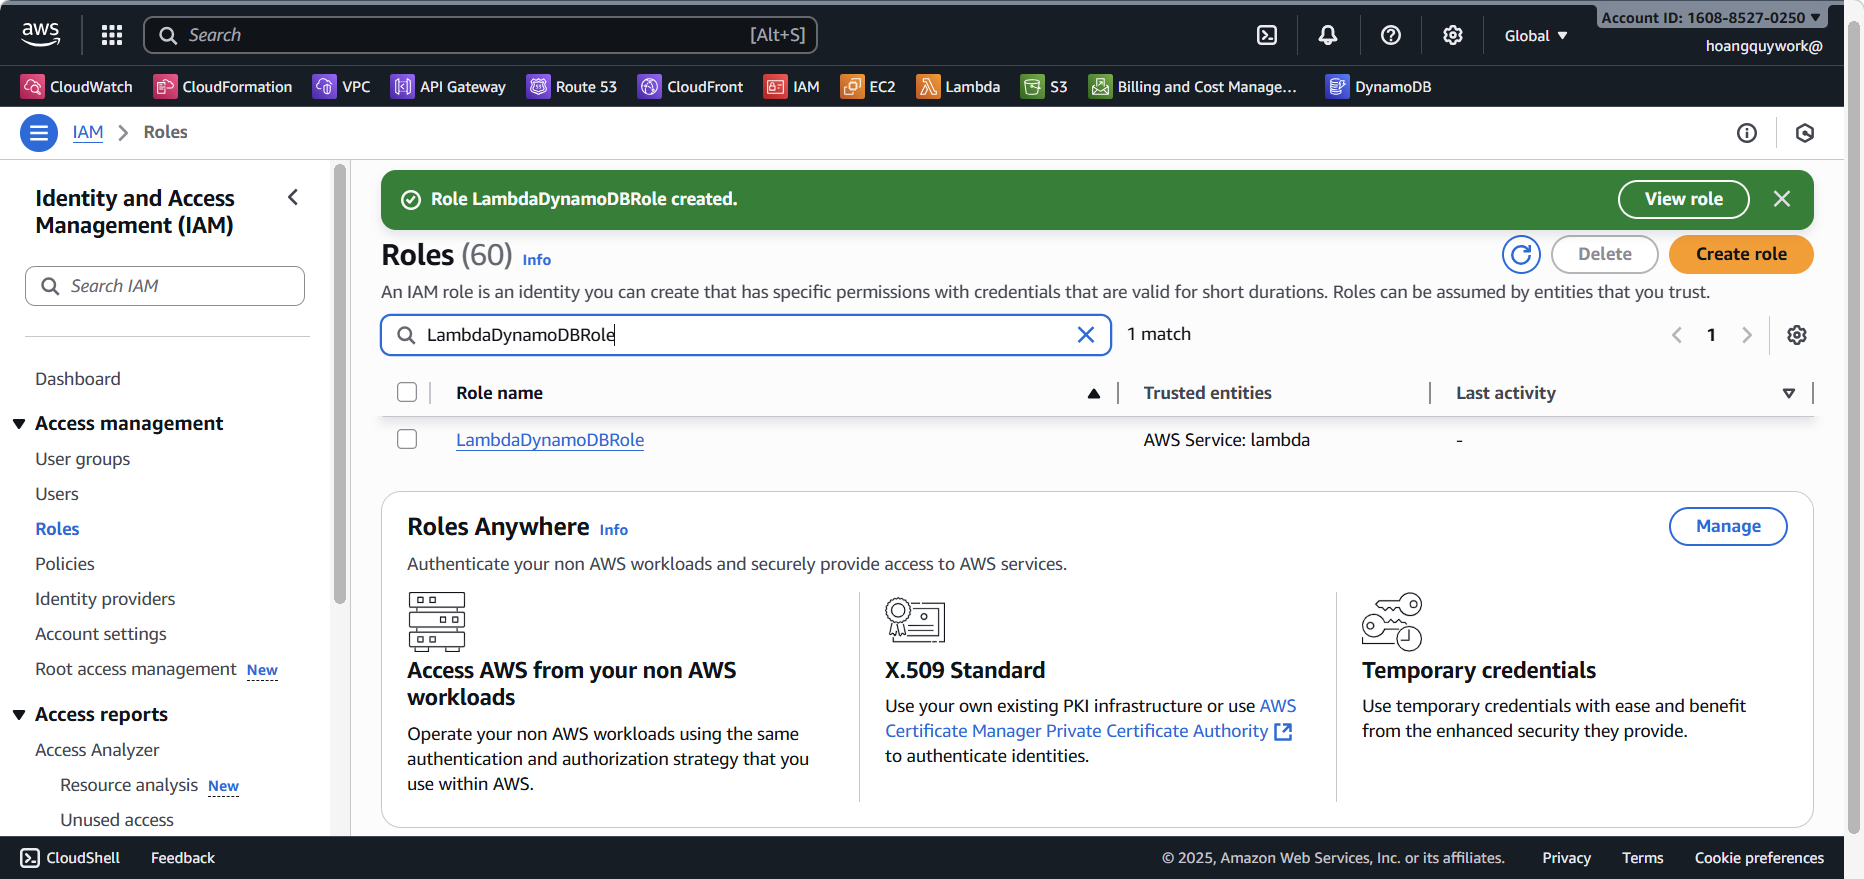 aws
Search
[Alt+S]
Global
Account ID: 1608-8527-0250
hoangquywork@
CloudWatch
CloudFormation
VPC
API Gateway
Route 53
CloudFront
IAM
EC2
Lambda
S3
Billing and Cost Manage...
DynamoDB
IAM
Roles
Identity and Access
Management (IAM)
Search IAM
Dashboard
Access management
User groups
Users
Roles
Policies
Identity providers
Account settings
Root access management New
Access reports
Access Analyzer
Resource analysis New
Unused access
Role LambdaDynamoDBRole created.
View role
Roles (60) Info
Delete
Create role
An IAM role is an identity you can create that has specific permissions with credentials that are valid for short durations. Roles can be assumed by entities that you trust.
LambdaDynamoDBRole
1 match
1
Role name
Trusted entities
Last activity
LambdaDynamoDBRole
AWS Service: lambda
-
Roles Anywhere Info
Manage
Authenticate your non AWS workloads and securely provide access to AWS services.
Access AWS from your non AWS
workloads
Operate your non AWS workloads using the same
authentication and authorization strategy that you
use within AWS.
X.509 Standard
Use your own existing PKI infrastructure or use AWS
Certificate Manager Private Certificate Authority
to authenticate identities.
Temporary credentials
Use temporary credentials with ease and benefit
from the enhanced security they provide.
CloudShell
Feedback
© 2025, Amazon Web Services, Inc. or its affiliates.
Privacy
Terms
Cookie preferences